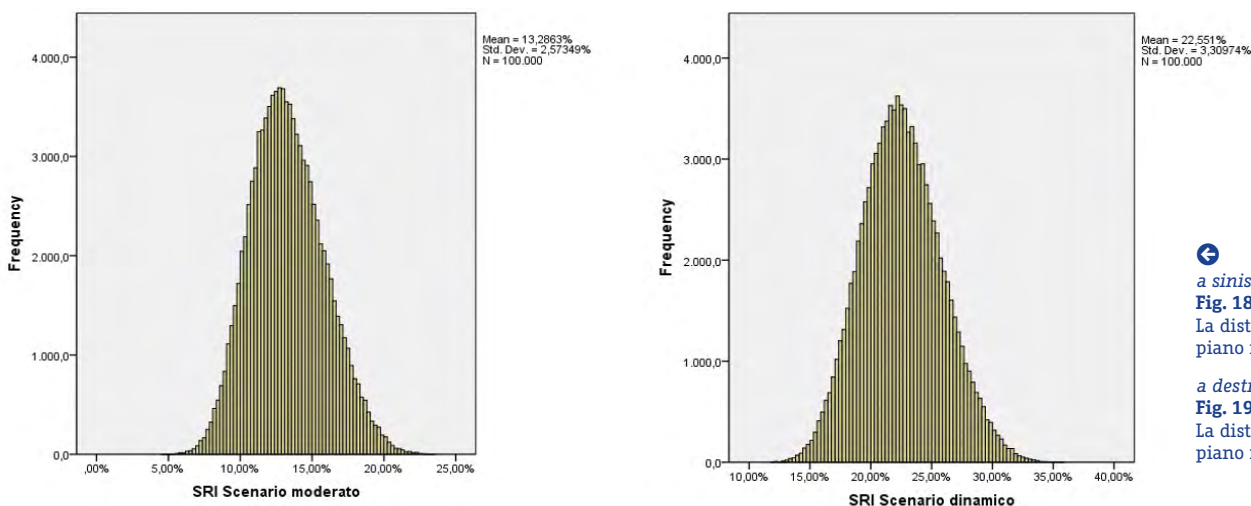 Mean = 13,2863%
Std. Dev. = 2,57349%
N = 100.000
4.000,0
3.000,0
2.000,0
1.000,0
0,0
Frequency
,00% 5,00% 10,00% 15,00% 20,00% 25,00%
SRI Scenario moderato
Mean = 22,551%
Std. Dev. = 3,30974%
N = 100.000
4.000,0
3.000,0
2.000,0
1.000,0
0,0
Frequency
10,00% 15,00% 20,00% 25,00% 30,00% 35,00% 40,00%
SRI Scenario dinamico
a sinis
Fig. 18
La dist
piano
a destr
Fig. 19
La dist
piano